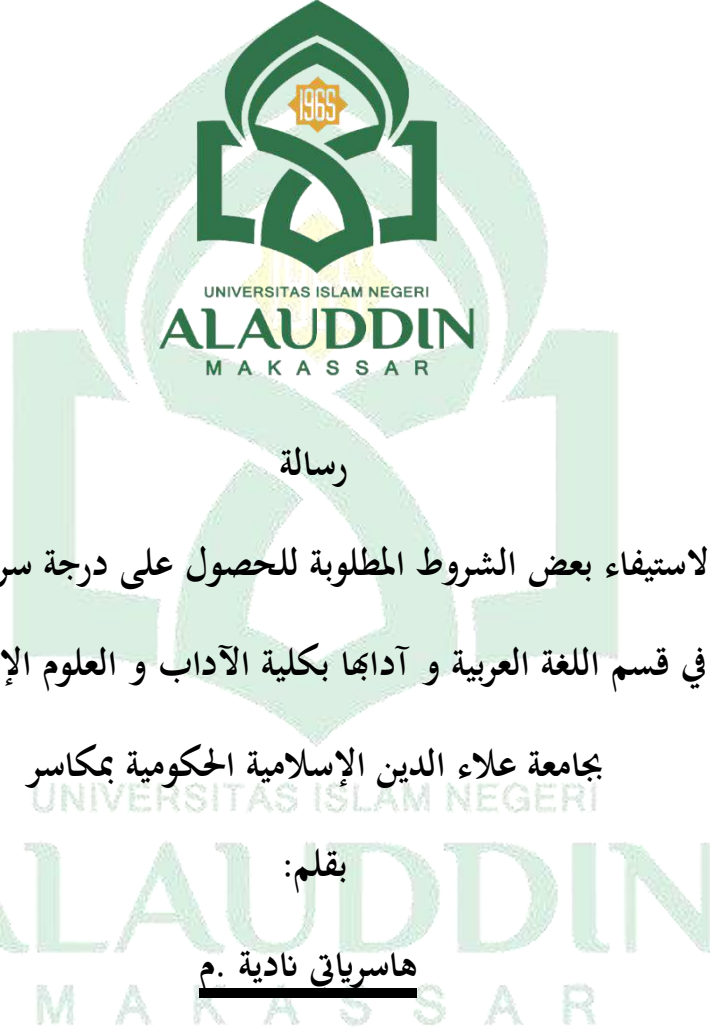 1965
UNIVERSITAS ISLAM NEGERI
ALAUDDIN
MAKASSAR
رسالة
لاستيفاء بعض الشروط المطلوبة للحصول على درجة
في قسم اللغة العربية و آدابها بكلية الآداب و العلوم
بجامعة علاء الدين الإسلامية الحكومية بمكاسر
UNIVERSITAS ISLAM NEGERI
بقلم:
ALAUDDIN
هاسرياتي نادية .م
MAKASSAR